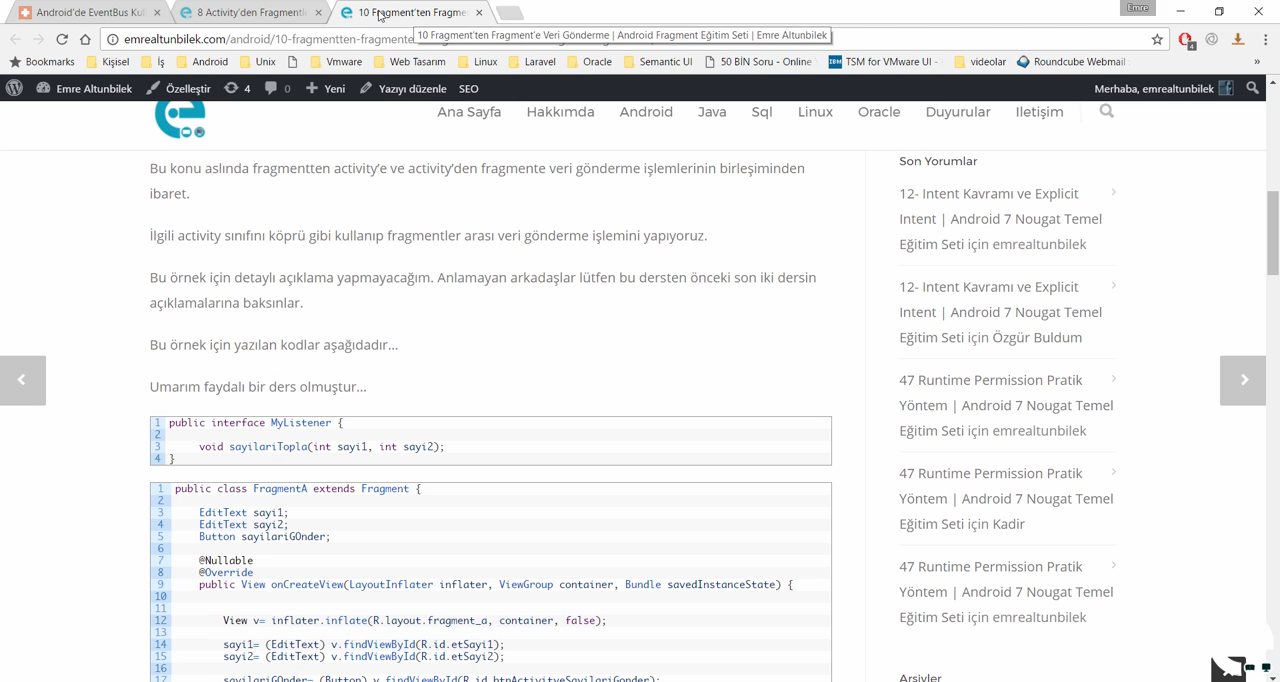 Android'de EventBus Kul
8 Activity'den Fragmentl
10 Fragment'ten Fragme
Emre
emrealtunbilek.com/android/10-fragmentten-fragmente
10 Fragment'ten Fragment'e Veri Gönderme | Android Fragment Eğitim Seti | Emre Altunbilek
4
Bookmarks
Kişisel
İş
Android
Unix
Vmware
Web Tasarım
Linux
Laravel
Oracle
Semantic UI
50 BİN Soru - Online
TSM for VMware UI -
videolar
Roundcube Webmail
»
Emre Altunbilek
Özelleştir
4
0
Yeni
Yazıyı düzenle
SEO
Merhaba, emrealtunbilek
Ana Sayfa
Hakkımda
Android
Java
Sql
Linux
Oracle
Duyurular
Iletişim
Bu konu aslında fragmentten activity'e ve activity'den fragmente veri gönderme işlemlerinin birleşiminden
ibaret.
İlgili activity sınıfını köprü gibi kullanıp fragmentler arası veri gönderme işlemini yapıyoruz.
Bu örnek için detaylı açıklama yapmayacağım. Anlamayan arkadaşlar lütfen bu dersten önceki son iki dersin
açıklamalarına baksınlar.
Bu örnek için yazılan kodlar aşağıdadır...
Umarım faydalı bir ders olmuştur...
1 public interface MyListener {
2
3 void sayilariTopla(int sayi1, int sayi2);
4 }
1 public class FragmentA extends Fragment {
2
3 EditText sayi1;
4 EditText sayi2;
5 Button sayilariGOnder;
6
7 @Nullable
8 @Override
9 public View onCreateView(LayoutInflater inflater, ViewGroup container, Bundle savedInstanceState) {
10
11
12 View v= inflater.inflate(R.layout.fragment_a, container, false);
13
14 sayi1= (EditText) v.findViewById(R.id.etSayi1);
15 sayi2= (EditText) v.findViewById(R.id.etSayi2);
16
17 sayilariGOnder= (Button) v.findViewById(R.id.btnActivityeSayilariGonder);
Son Yorumlar
12- Intent Kavramı ve Explicit
Intent | Android 7 Nougat Temel
Eğitim Seti için emrealtunbilek
12- Intent Kavramı ve Explicit
Intent | Android 7 Nougat Temel
Eğitim Seti için Özgür Buldum
47 Runtime Permission Pratik
Yöntem | Android 7 Nougat Temel
Eğitim Seti için emrealtunbilek
47 Runtime Permission Pratik
Yöntem | Android 7 Nougat Temel
Eğitim Seti için Kadir
47 Runtime Permission Pratik
Yöntem | Android 7 Nougat Temel
Eğitim Seti için emrealtunbilek
Arşivler